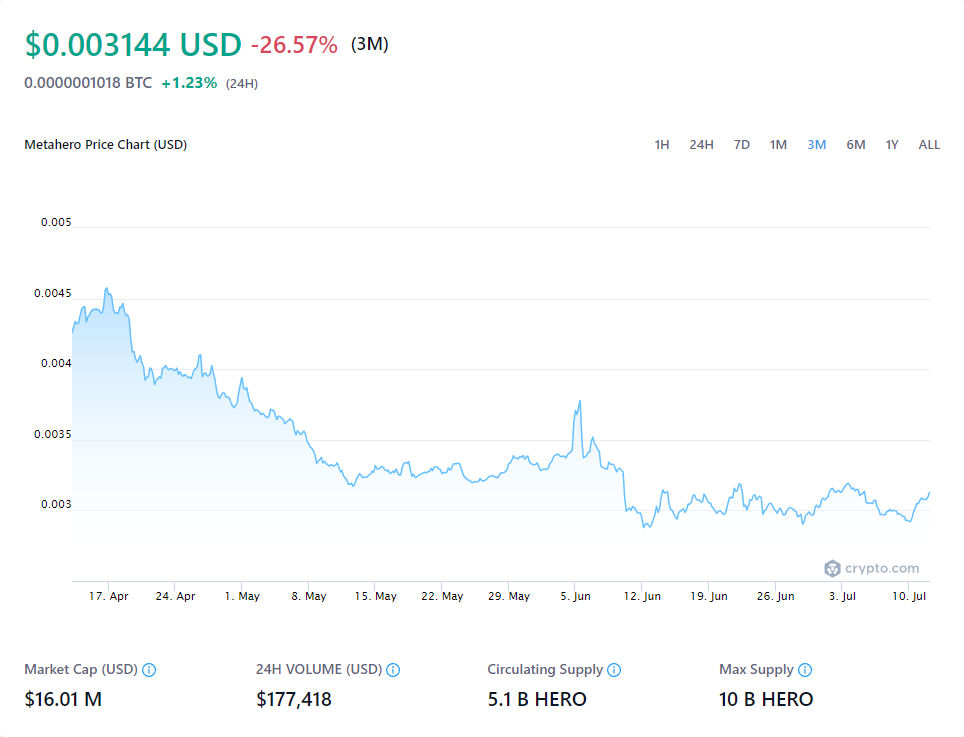 $0.003144 USD -26.57% (3M)
0.0000001018 BTC +1.23% (24H)
Metahero Price Chart (USD) 1H 24H 7D 1M 3M 6M 1Y ALL
0.005
0.0045
0.004
0.0035
0.003
crypto.com
17. Apr 24. Apr 1. May 8. May 15. May 22. May 29. May 5. Jun 12. Jun 19. Jun 26. Jun 3. Jul 10. Jul
Market Cap (USD) 24H VOLUME (USD) Circulating Supply Max Supply
$16.01 M $177,418 5.1 B HERO 10 B HERO